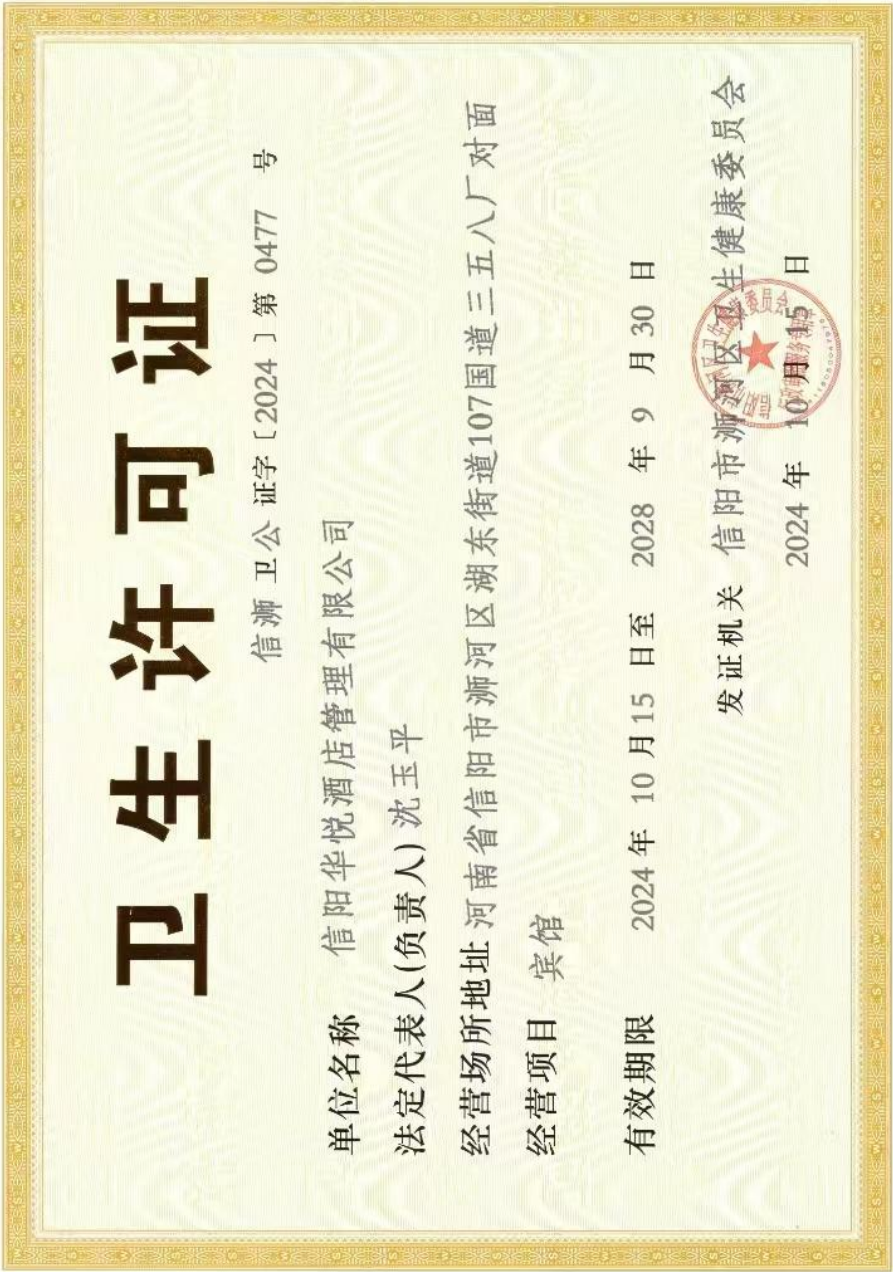 卫生许可证
信浉 卫公 证字〔2024〕第 0477 号
单位名称 信阳华悦酒店管理有限公司
法定代表人(负责人) 沈玉平
经营场所地址 河南省信阳市浉河区湖东街道107国道三五八厂对面
经营项目 宾馆
有效期限 2024 年 10 月 15 日至 2028 年 9 月 30 日
发证机关 信阳市浉河区卫生健康委员会
2024 年 10 月 15 日